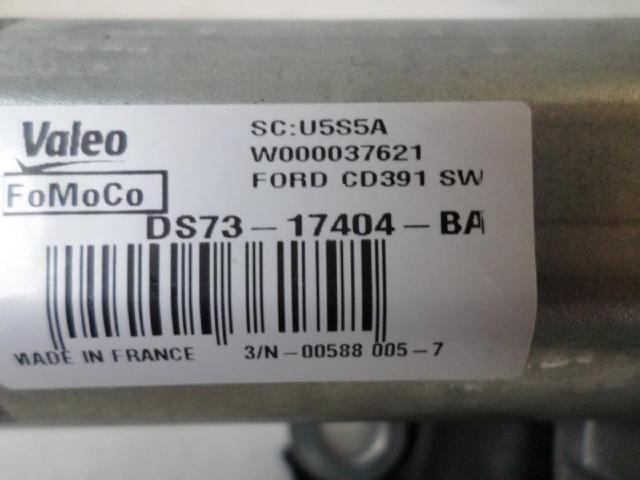 Valeo
FoMoCo
SC:U5S5A
W000037621
FORD CD391 SW
DS73-17404-BA
MADE IN FRANCE
3/N-00588 005-7